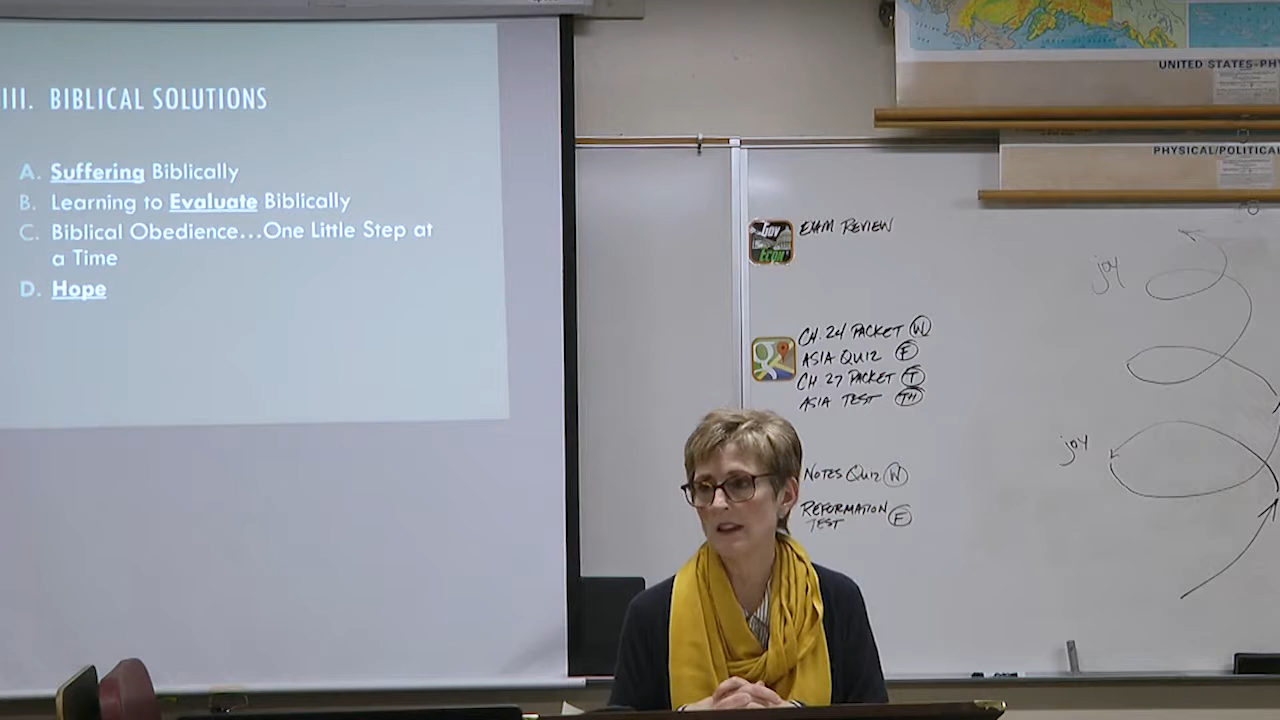 III. BIBLICAL SOLUTIONS
A. Suffering Biblically
B. Learning to Evaluate Biblically
C. Biblical Obedience...One Little Step at
a Time
D. Hope
UNITED STATES-PHY
PHYSICAL/POLITICAL
GOV
ECON
EXAM REVIEW
CH. 24 PACKET W
ASIA QUIZ F
CH 27 PACKET T
ASIA TEST TH
NOTES QUIZ W
REFORMATION
TEST F
joy
joy